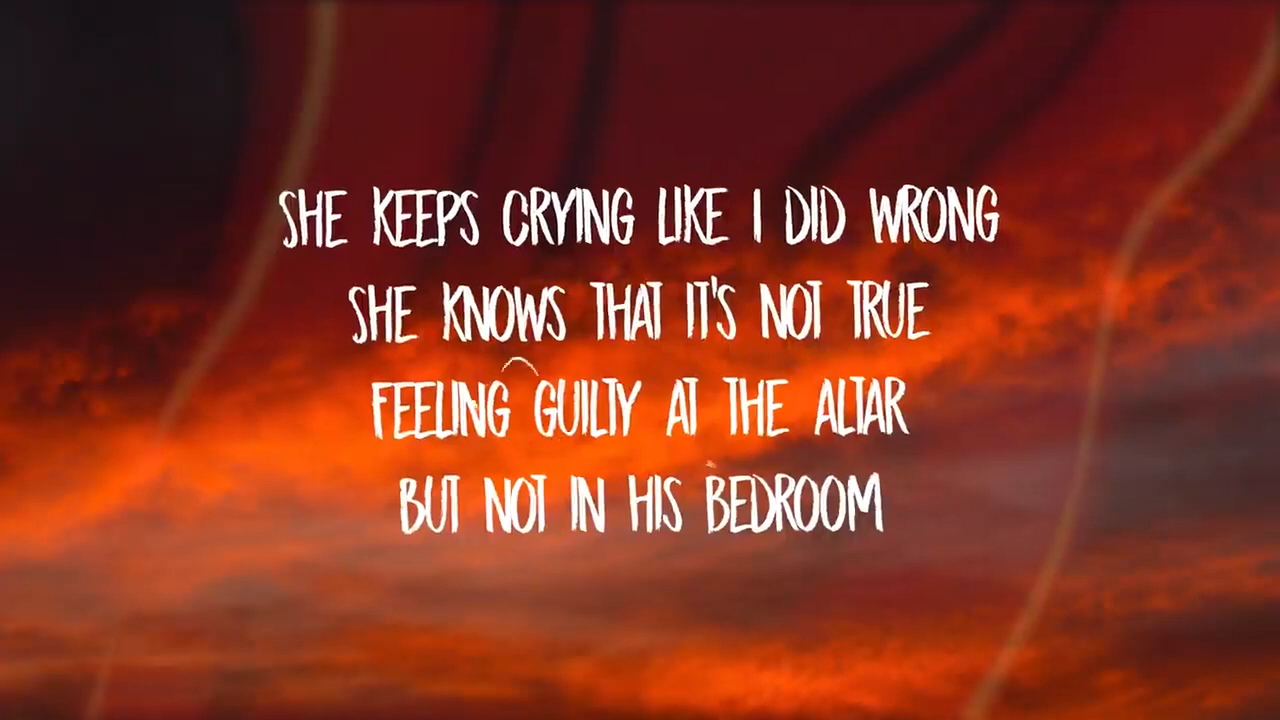 SHE KEEPS CRYING LIKE I DID WRONG
SHE KNOWS THAT IT'S NOT TRUE
FEELING GUILTY AT THE ALTAR
BUT NOT IN HIS BEDROOM